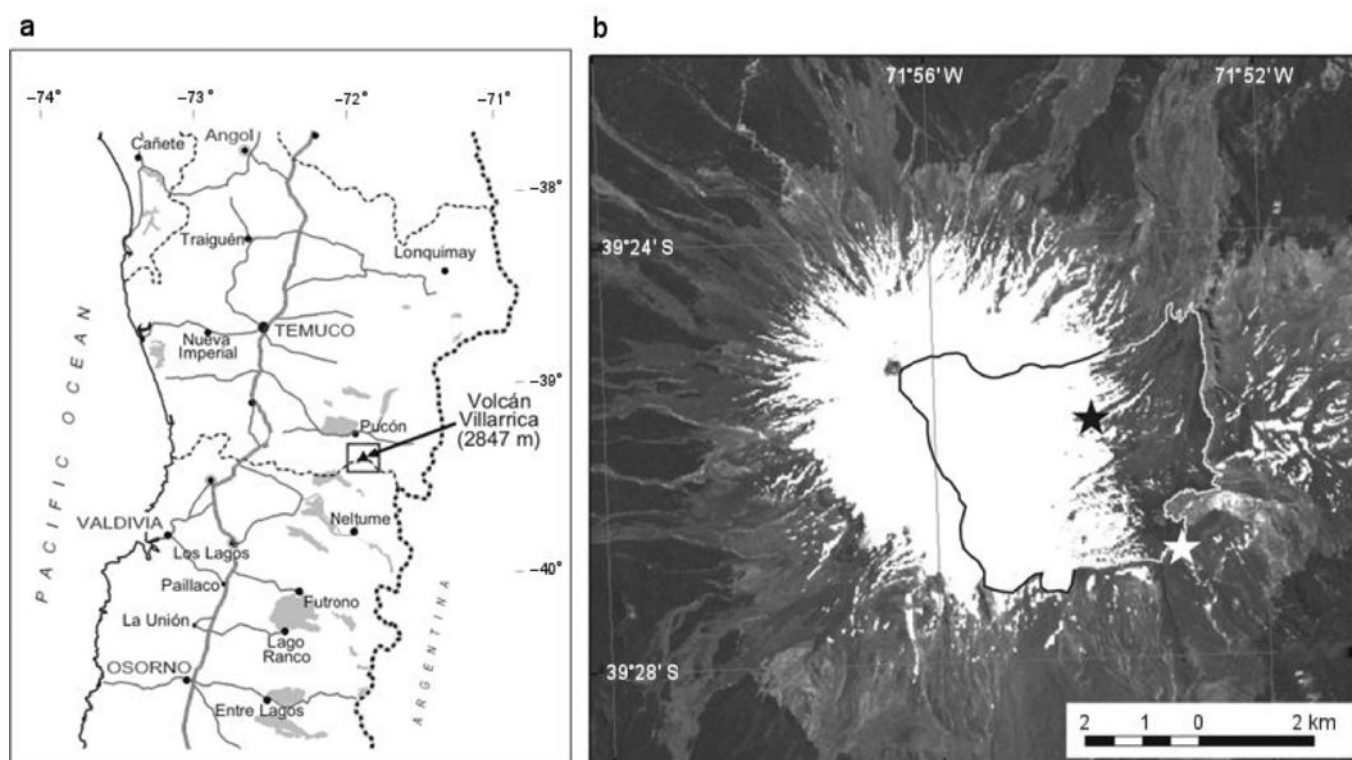 a
−74°
−73°
−72°
−71°
Cañete
Angol
−38°
Traiguén
Lonquimay
Nueva
Imperial
TEMUCO
−39°
Volcán
Villarrica
(2847 m)
Pucón
PACIFIC OCEAN
VALDIVIA
Neltume
Los Lagos
−40°
Paillaco
Futrono
La Unión
Lago
Ranco
OSORNO
Entre Lagos
ARGENTINA
b
71°56' W
71°52' W
39°24' S
39°28' S
2 1 0 2 km